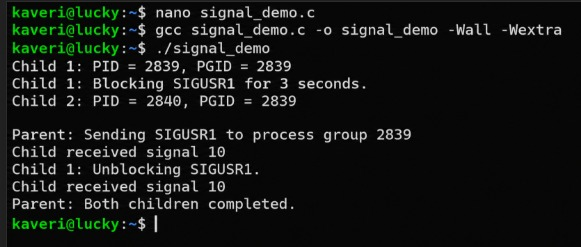 kaveri@lucky:~$ nano signal_demo.c
kaveri@lucky:~$ gcc signal_demo.c -o signal_demo -Wall -Wextra
kaveri@lucky:~$ ./signal_demo
Child 1: PID = 2839, PGID = 2839
Child 1: Blocking SIGUSR1 for 3 seconds.
Child 2: PID = 2840, PGID = 2839
Parent: Sending SIGUSR1 to process group 2839
Child received signal 10
Child 1: Unblocking SIGUSR1.
Child received signal 10
Parent: Both children completed.
kaveri@lucky:~$